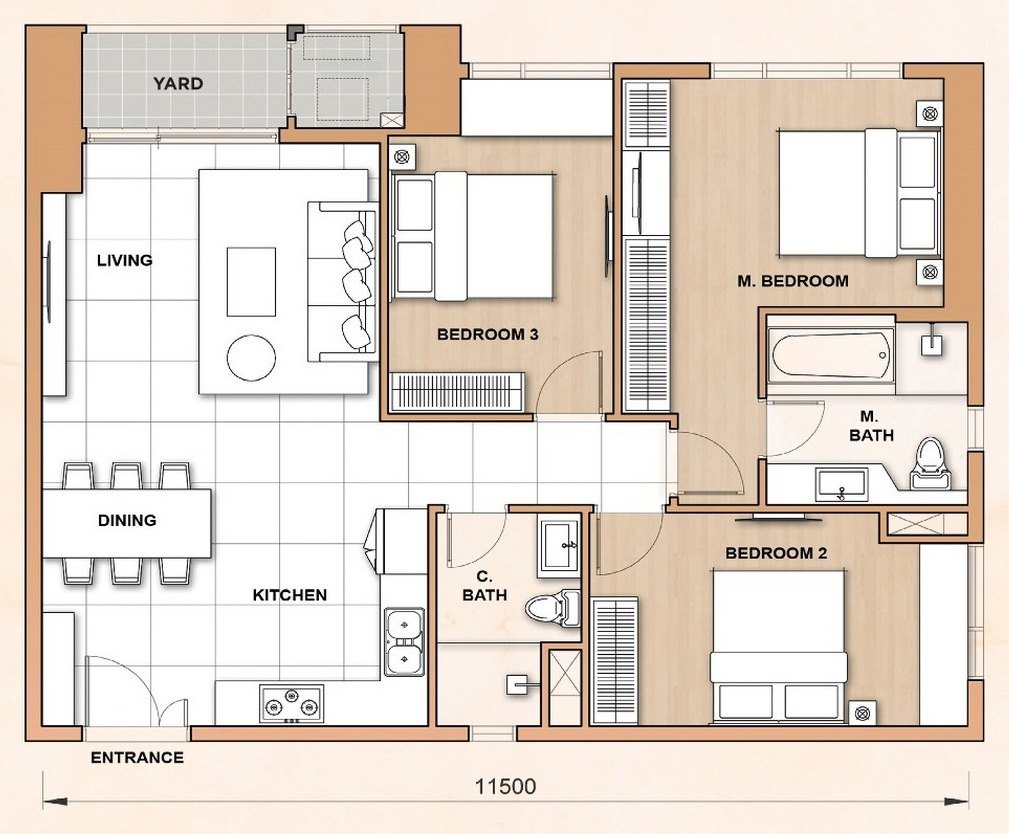 YARD
LIVING
BEDROOM 3
M. BEDROOM
M.
BATH
DINING
BEDROOM 2
C.
BATH
KITCHEN
ENTRANCE
11500